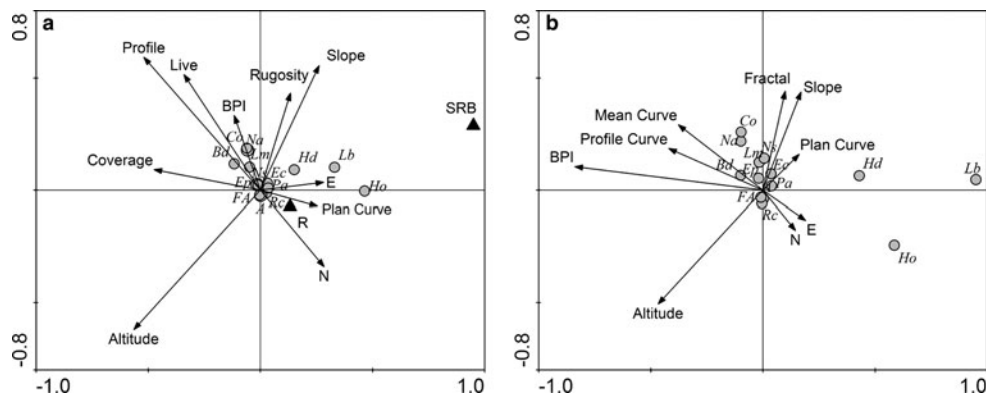 0.8
a
Profile
Live
Slope
Rugosity
BPI
SRB
Co
Na
Bd
Lm
Coverage
Hd
Lb
Ec
Ep
Pa
E
Ho
FA
A
Rc
Plan Curve
R
N
Altitude
-0.8
-1.0
1.0
b
Fractal
Slope
Mean Curve
Co
Na
Profile Curve
Ns
Lm
Plan Curve
BPI
Bd
Ec
Ep
Pa
Hd
Lb
FA
Rc
E
N
Ho
Altitude
0.8
-0.8
-1.0
1.0